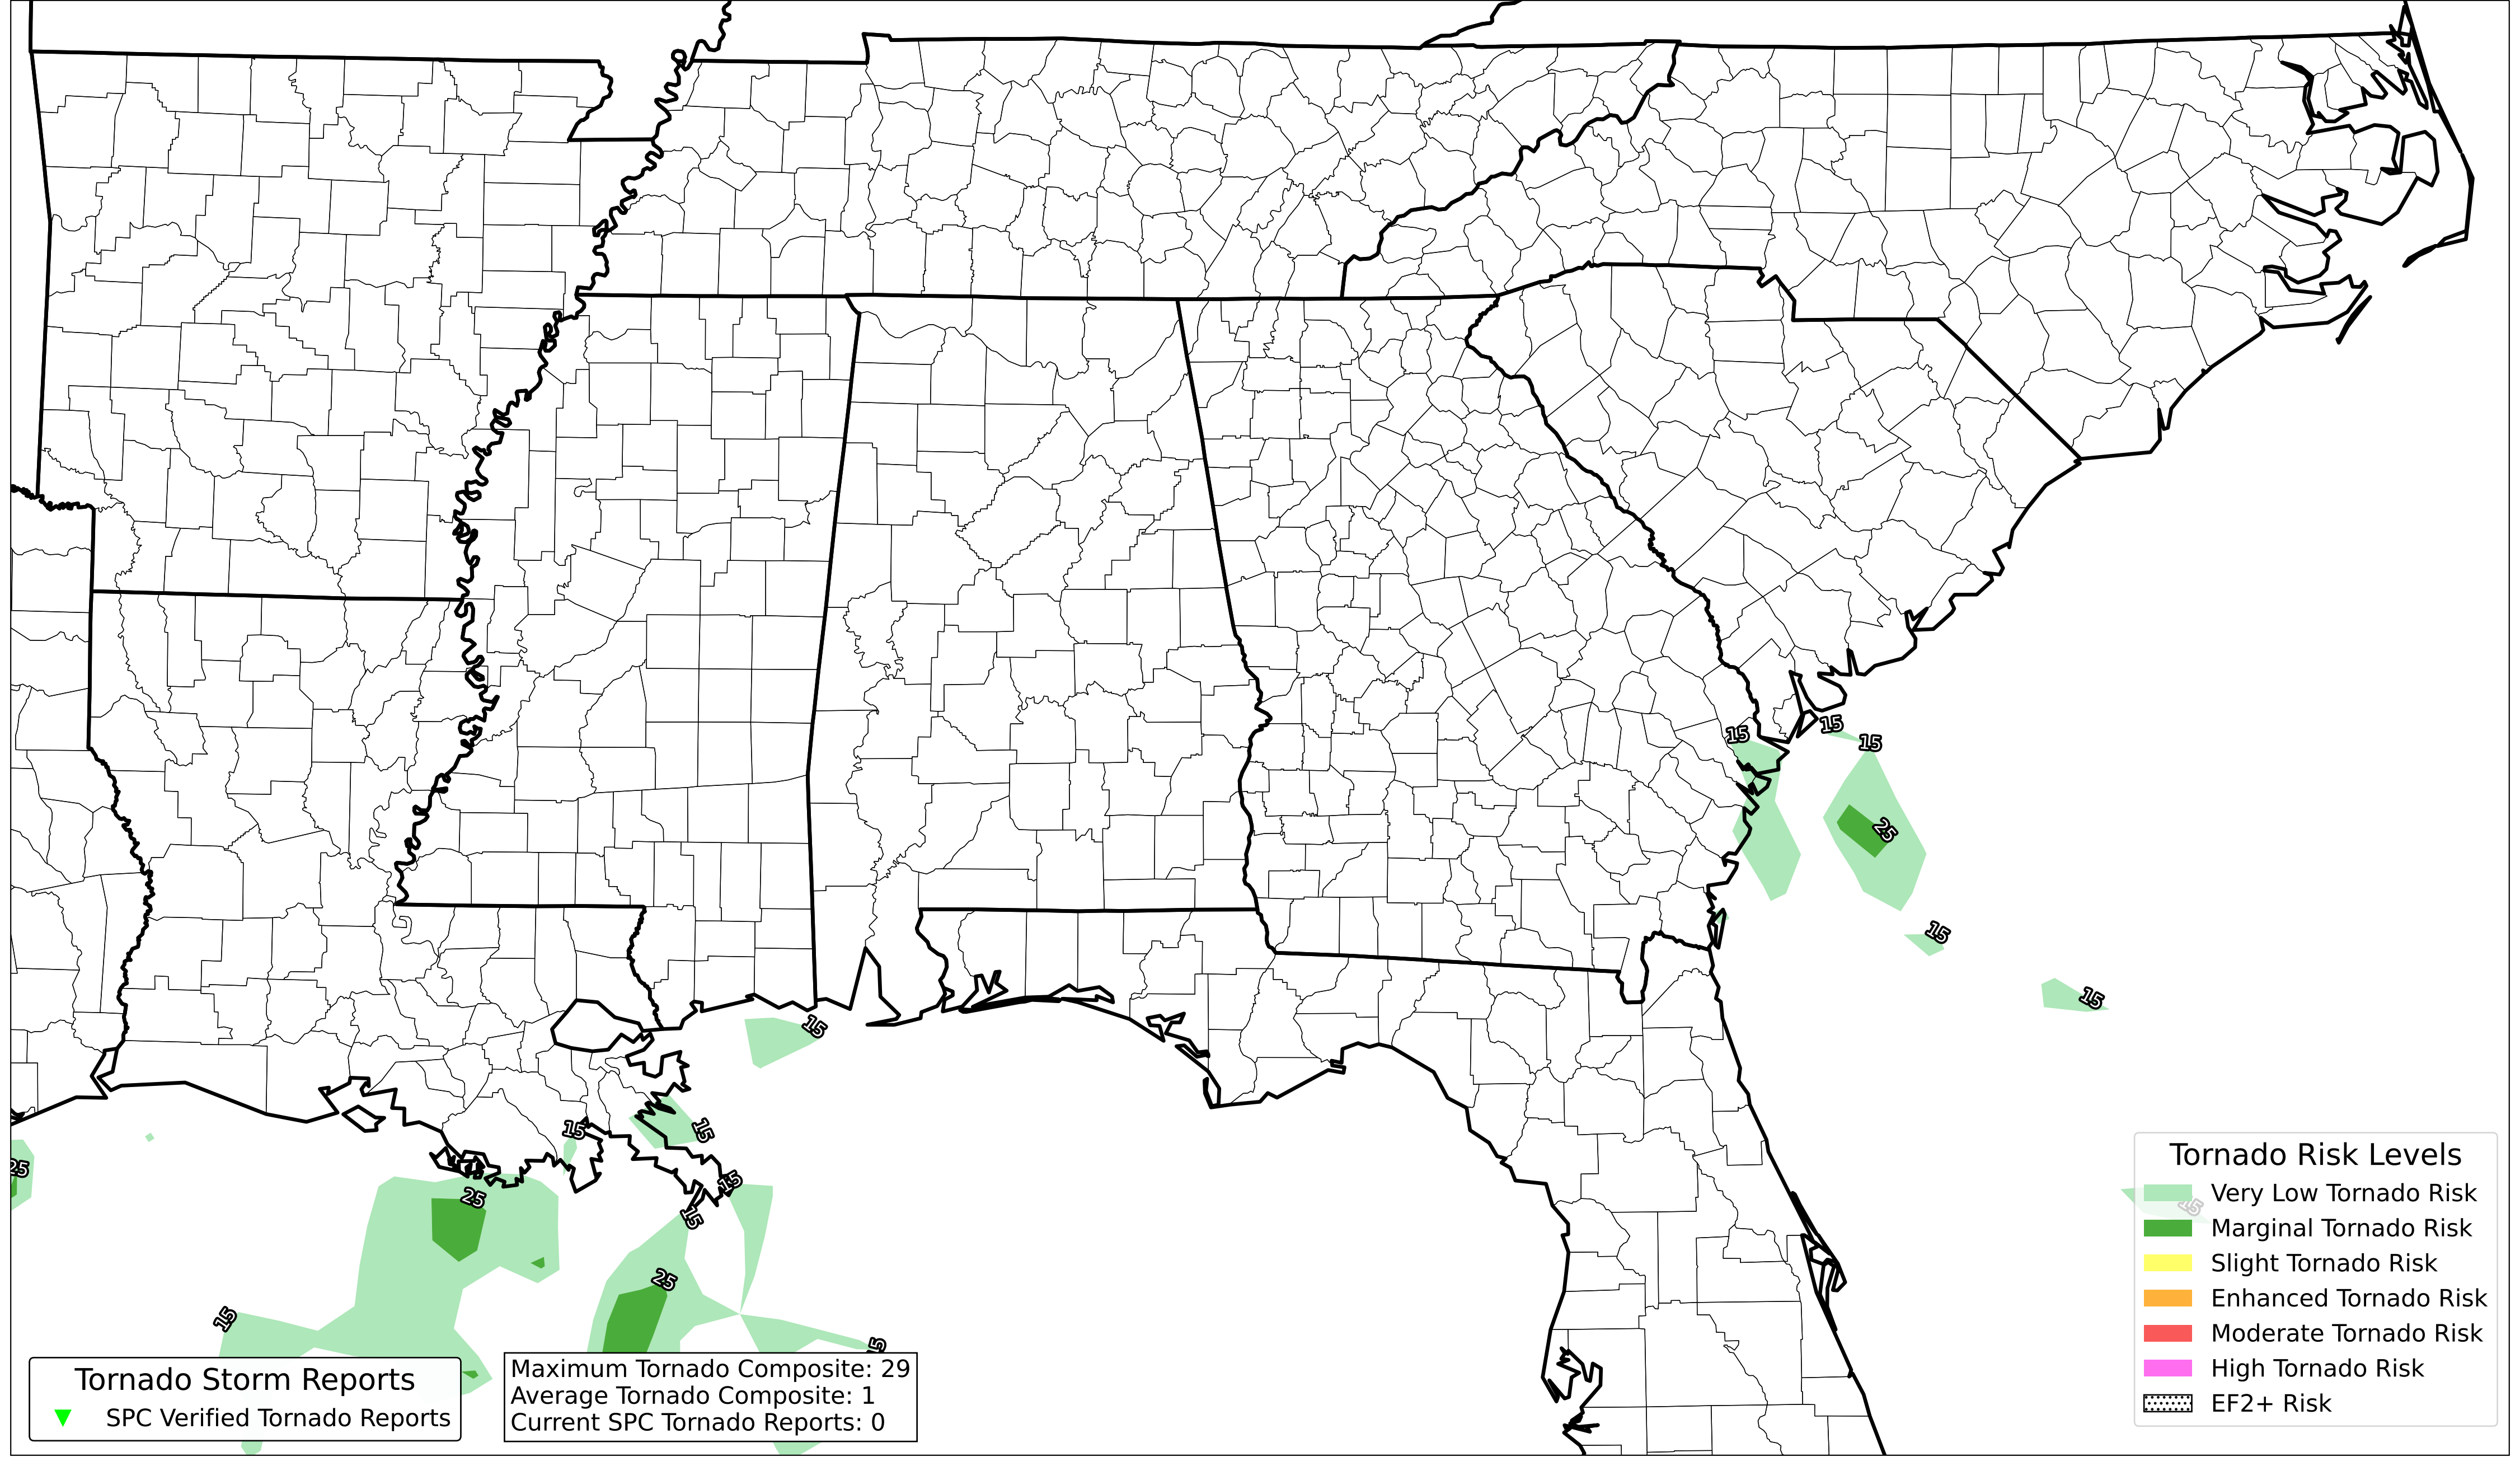 15
15
15
25
15
15
15
15
15
25
15
25
15
25
15
15
15
Tornado Risk Levels
Very Low Tornado Risk
Marginal Tornado Risk
Slight Tornado Risk
Enhanced Tornado Risk
Moderate Tornado Risk
High Tornado Risk
EF2+ Risk
Tornado Storm Reports
SPC Verified Tornado Reports
Maximum Tornado Composite: 29
Average Tornado Composite: 1
Current SPC Tornado Reports: 0